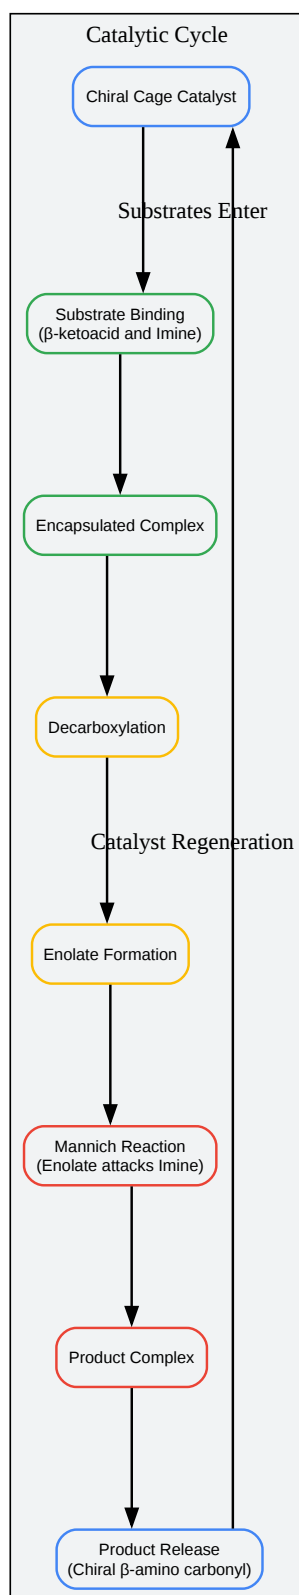 Catalytic Cycle
Chiral Cage Catalyst
Substrates Enter
Substrate Binding
(β-ketoacid and Imine)
Encapsulated Complex
Decarboxylation
Catalyst Regeneration
Enolate Formation
Mannich Reaction
(Enolate attacks Imine)
Product Complex
Product Release
(Chiral β-amino carbonyl)